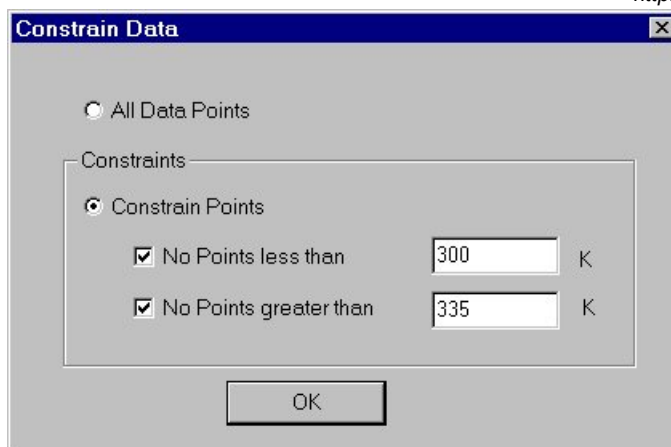 http
Constrain Data
All Data Points
Constraints
Constrain Points
No Points less than 300 K
No Points greater than 335 K
OK